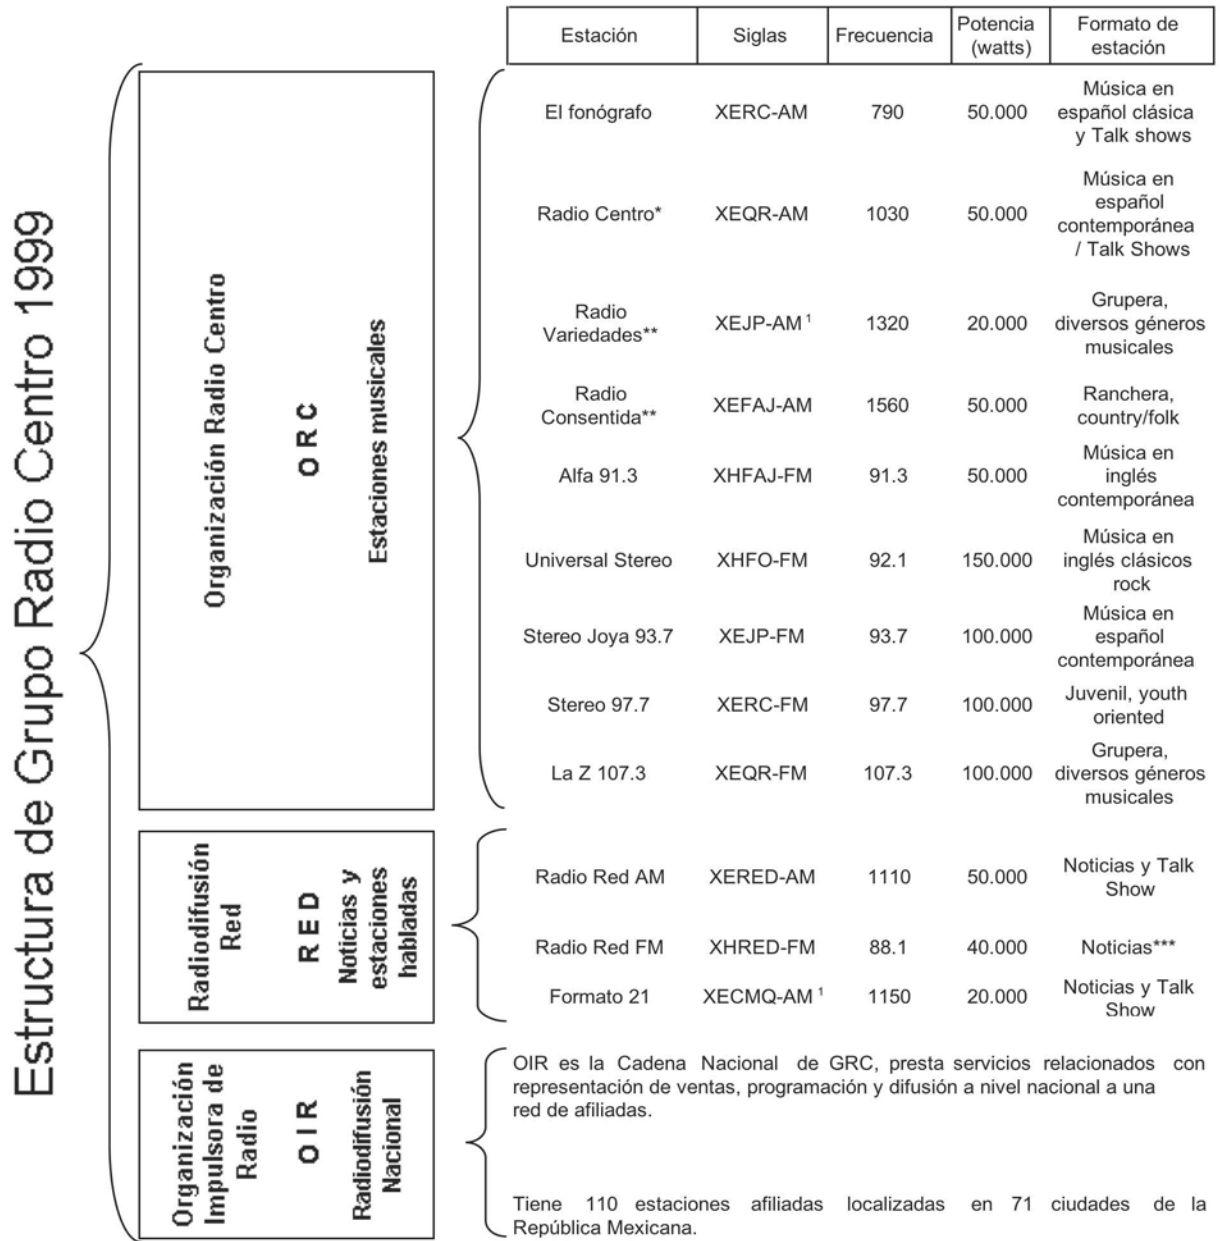 Estructura de Grupo Radio Centro 1999
Organización Radio Centro
O R C
Estaciones musicales
Estación Siglas Frecuencia Potencia (watts) Formato de estación
El fonógrafo XERC-AM 790 50.000 Música en español clásica y Talk shows
Radio Centro* XEQR-AM 1030 50.000 Música en español contemporánea / Talk Shows
Radio Variedades** XEJP-AM ¹ 1320 20.000 Grupera, diversos géneros musicales
Radio Consentida** XEFAJ-AM 1560 50.000 Ranchera, country/folk
Alfa 91.3 XHFAJ-FM 91.3 50.000 Música en inglés contemporánea
Universal Stereo XHFO-FM 92.1 150.000 Música en inglés clásicos rock
Stereo Joya 93.7 XEJP-FM 93.7 100.000 Música en español contemporánea
Stereo 97.7 XERC-FM 97.7 100.000 Juvenil, youth oriented
La Z 107.3 XEQR-FM 107.3 100.000 Grupera, diversos géneros musicales
Radiodifusión
Red
R E D
Noticias y
estaciones
habladas
Radio Red AM XERED-AM 1110 50.000 Noticias y Talk Show
Radio Red FM XHRED-FM 88.1 40.000 Noticias***
Formato 21 XECMQ-AM ¹ 1150 20.000 Noticias y Talk Show
Organización
Impulsora de
Radio
O I R
Radiodifusión
Nacional
OIR es la Cadena Nacional de GRC, presta servicios relacionados con
representación de ventas, programación y difusión a nivel nacional a una
red de afiliadas.
Tiene 110 estaciones afiliadas localizadas en 71 ciudades de la
República Mexicana.